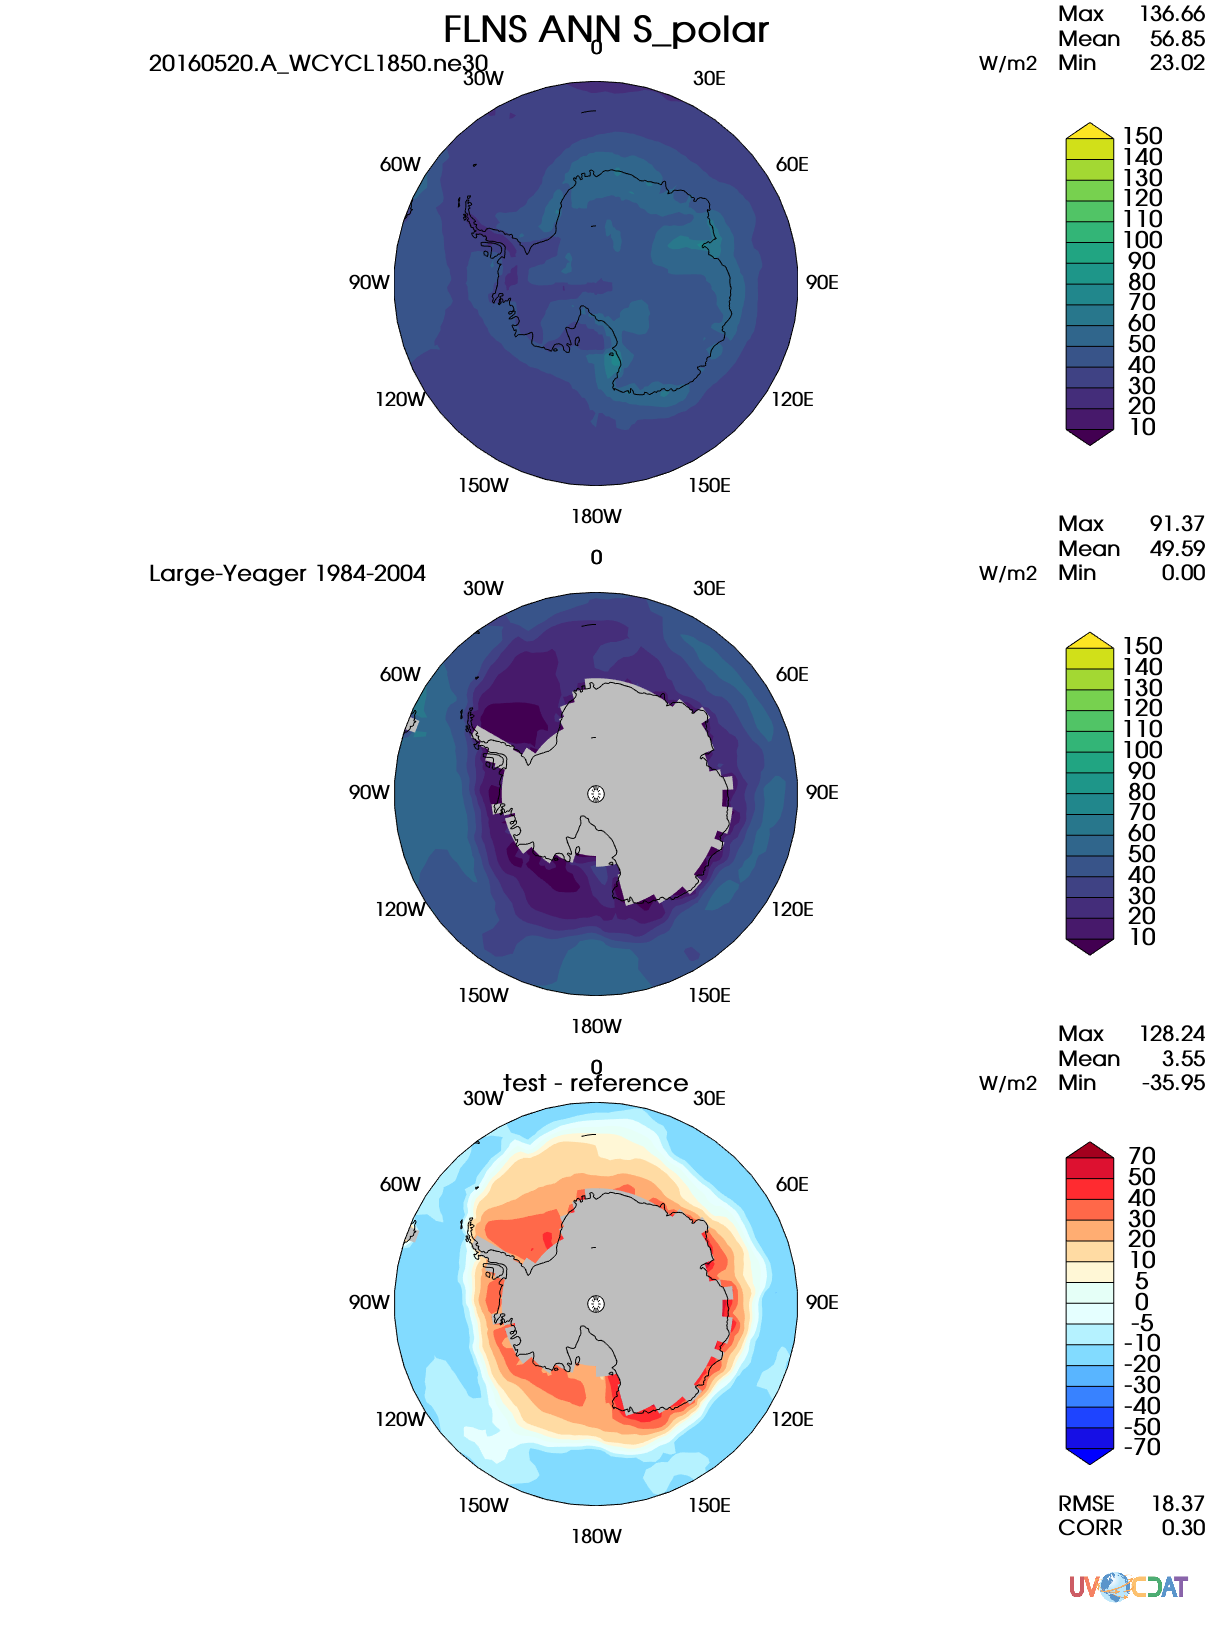 FLNS ANN S_polar
20160520.A_WCYCL1850.ne30
W/m2
Max 136.66
Mean 56.85
Min 23.02
0
30W 30E
60W 60E
90W 90E
120W 120E
150W 150E
180W
150
140
130
120
110
100
90
80
70
60
50
40
30
20
10
Large-Yeager 1984-2004
W/m2
Max 91.37
Mean 49.59
Min 0.00
0
30W 30E
60W 60E
90W 90E
120W 120E
150W 150E
180W
150
140
130
120
110
100
90
80
70
60
50
40
30
20
10
test - reference
W/m2
Max 128.24
Mean 3.55
Min -35.95
0
30W 30E
60W 60E
90W 90E
120W 120E
150W 150E
180W
70
50
40
30
20
10
5
0
-5
-10
-20
-30
-40
-50
-70
RMSE 18.37
CORR 0.30
UV CDAT